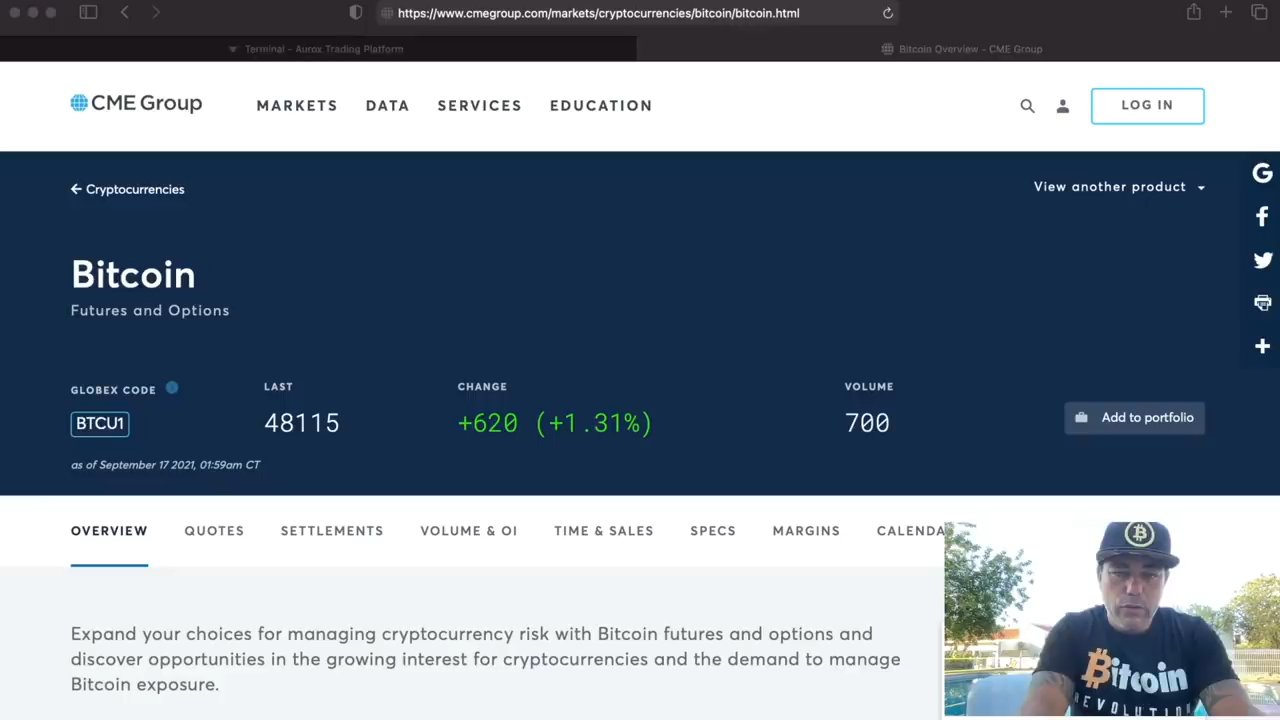 https://www.cmegroup.com/markets/cryptocurrencies/bitcoin/bitcoin.html
Terminal - Aurox Trading Platform
Bitcoin Overview - CME Group
CME Group
MARKETS DATA SERVICES EDUCATION
LOG IN
Cryptocurrencies
View another product
Bitcoin
Futures and Options
GLOBEX CODE LAST CHANGE VOLUME
BTCU1 48115 +620 (+1.31%) 700
Add to portfolio
as of September 17 2021, 01:59am CT
OVERVIEW QUOTES SETTLEMENTS VOLUME & OI TIME & SALES SPECS MARGINS CALENDA
Expand your choices for managing cryptocurrency risk with Bitcoin futures and options and
discover opportunities in the growing interest for cryptocurrencies and the demand to manage
Bitcoin exposure.
Bitcoin
REVOLUTION